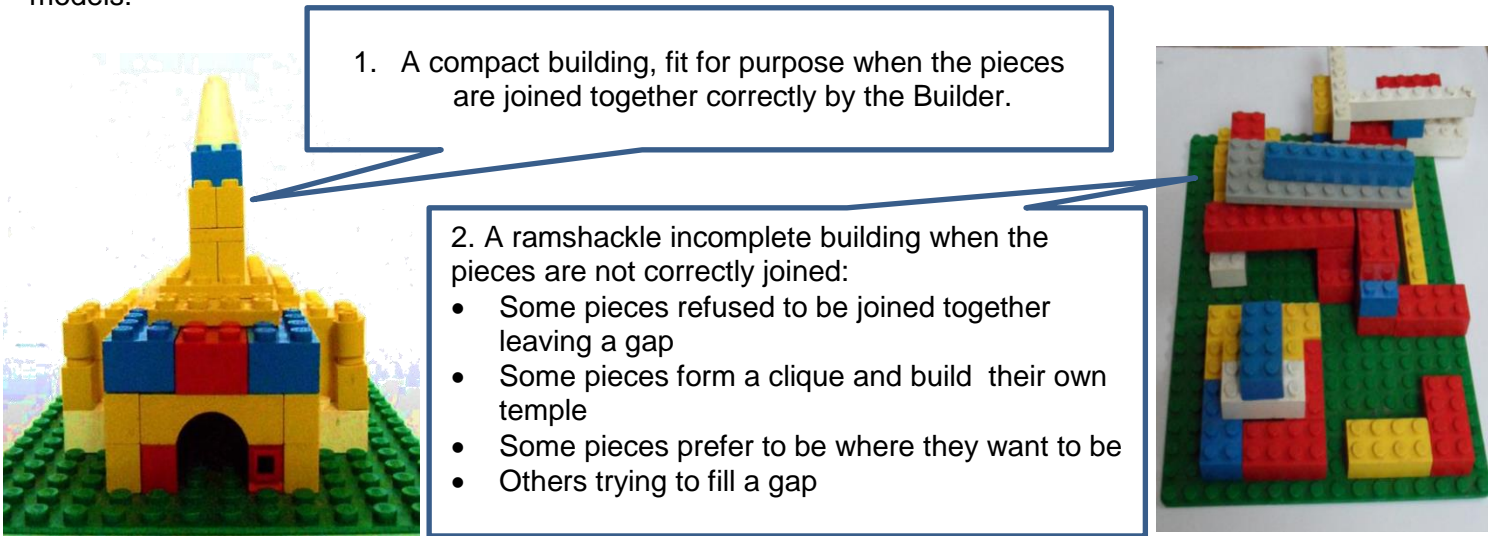 models:
1. A compact building, fit for purpose when the pieces
are joined together correctly by the Builder.
2. A ramshackle incomplete building when the
pieces are not correctly joined:
• Some pieces refused to be joined together
leaving a gap
• Some pieces form a clique and build their own
temple
• Some pieces prefer to be where they want to be
• Others trying to fill a gap